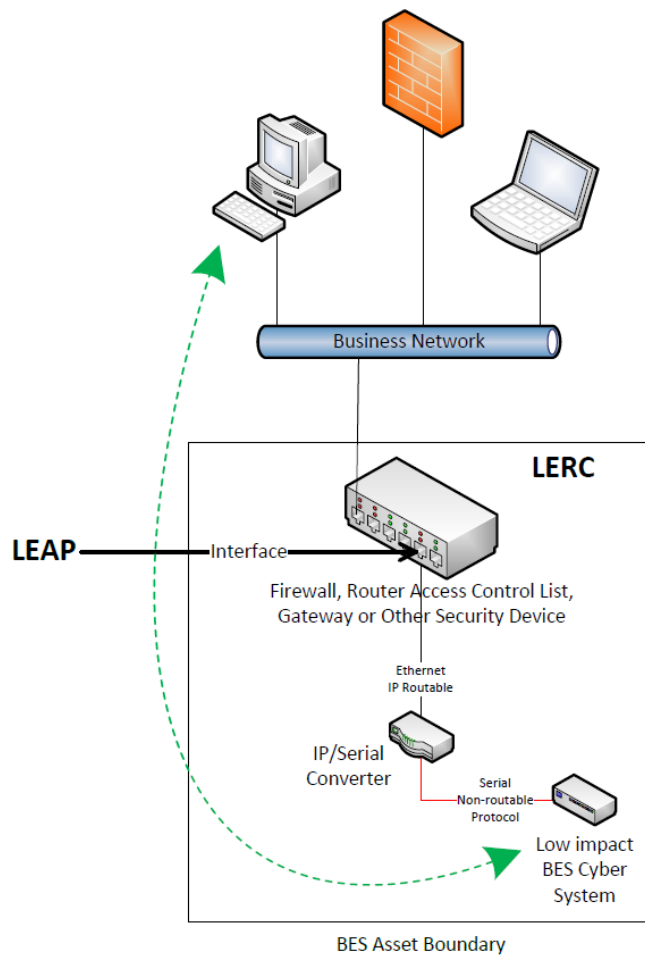 Business Network
LERC
LEAP
Interface
Firewall, Router Access Control List,
Gateway or Other Security Device
Ethernet
IP Routable
IP/Serial
Converter
Serial
Non-routable
Protocol
Low impact
BES Cyber
System
BES Asset Boundary